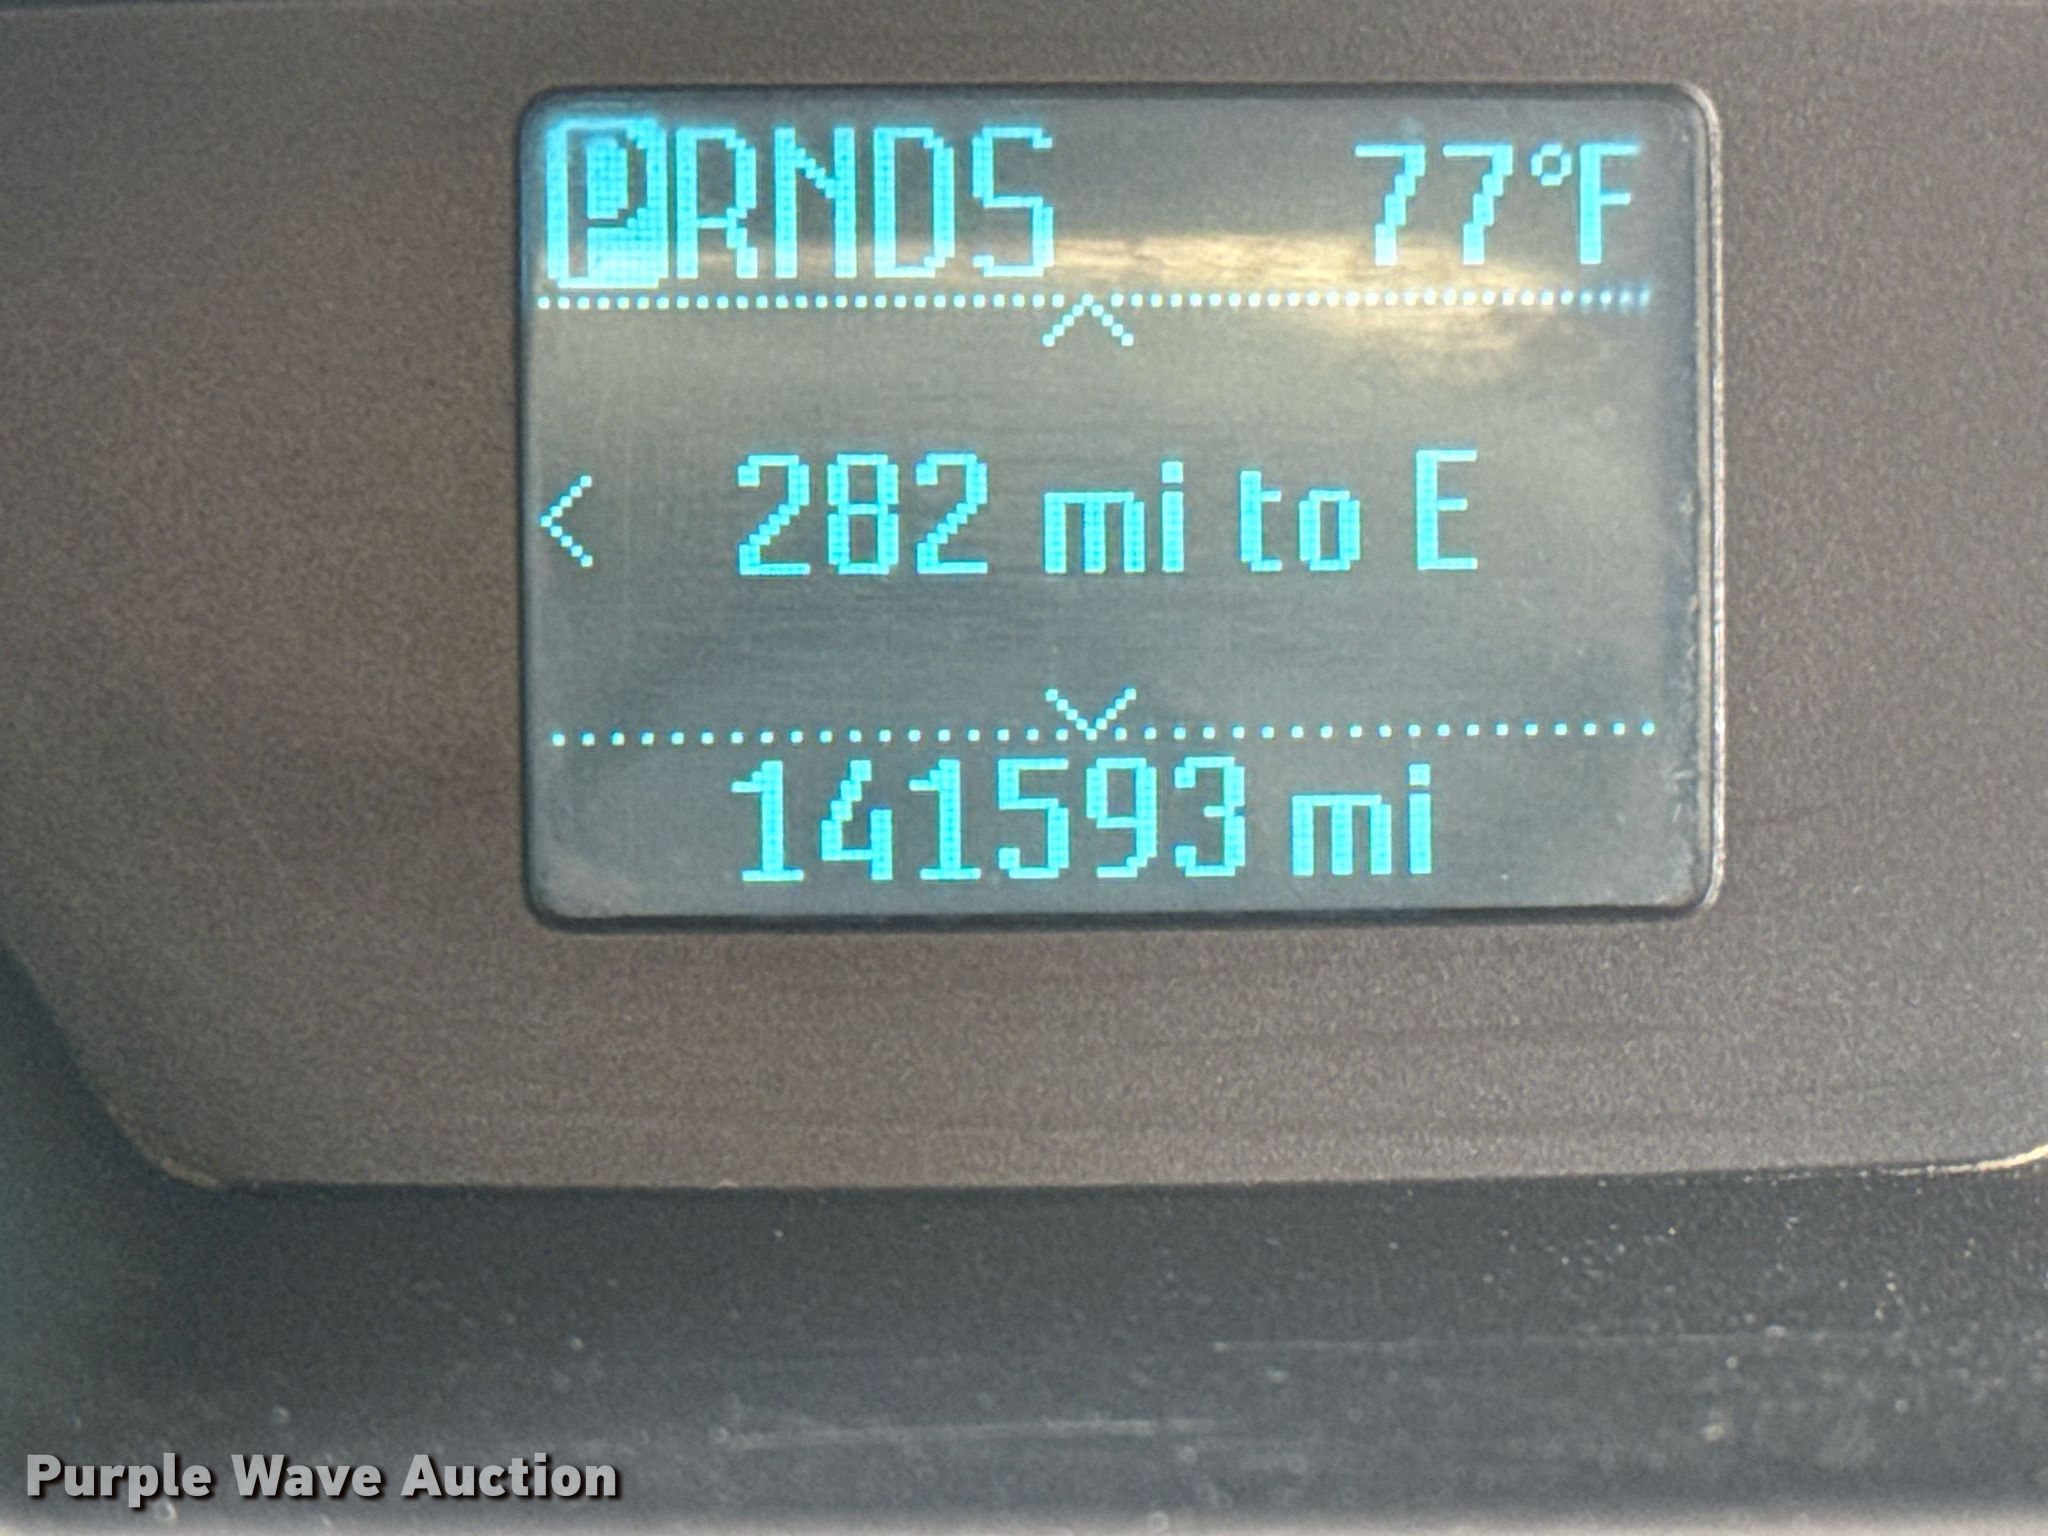 PRNDS 77°F
282 mi to E
141593 mi
Purple Wave Auction